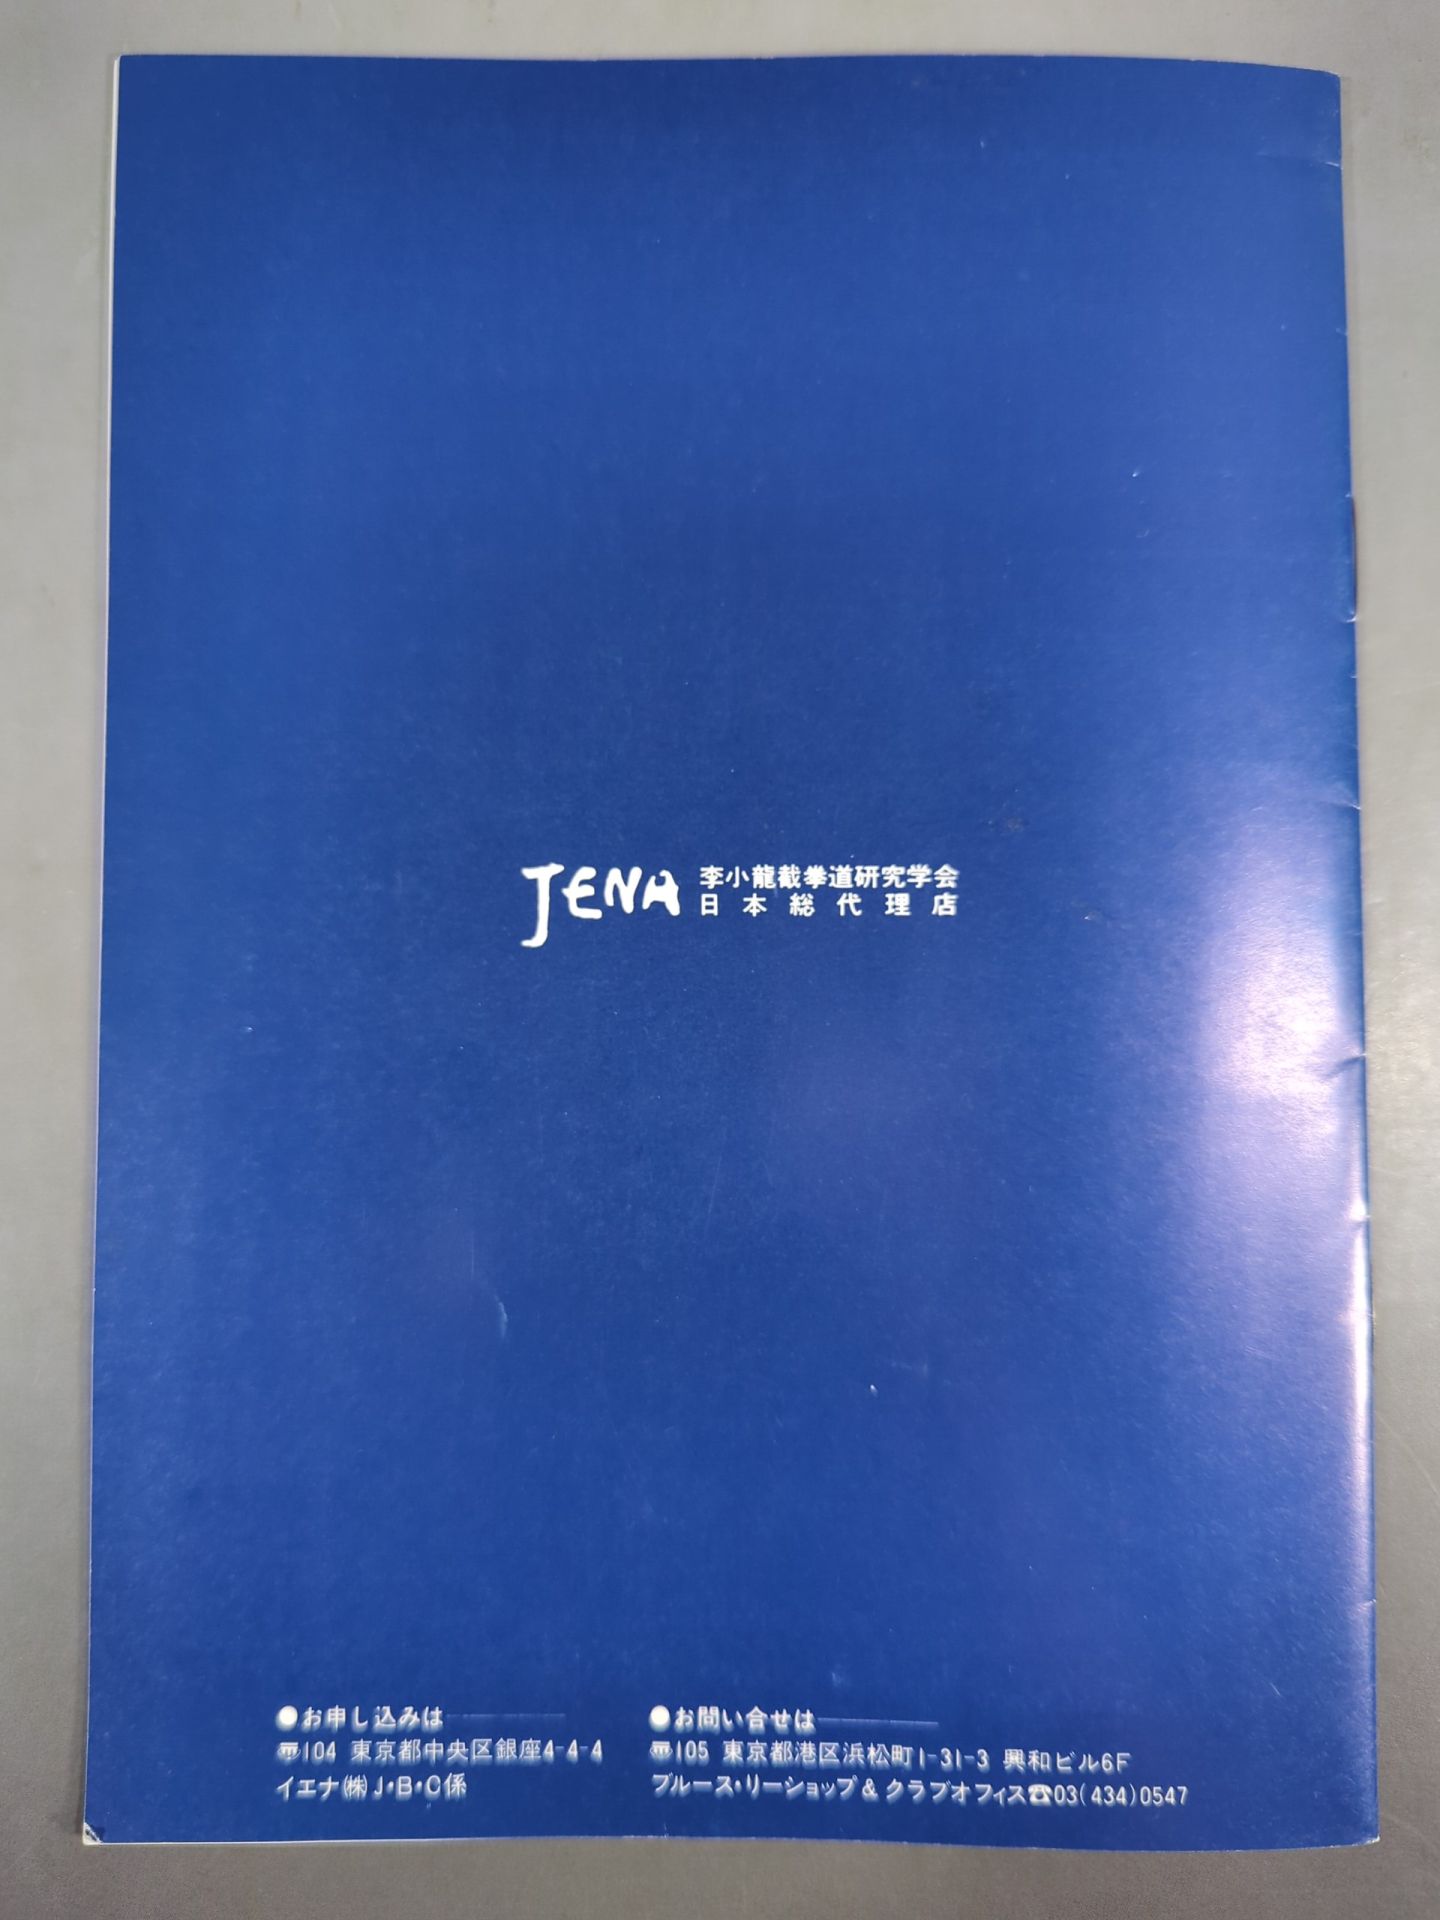 JENA
李小龍截拳道研究学会
日本総代理店
●お申し込みは
〒104 東京都中央区銀座4-4-4
イエナ㈱J・B・C係
●お問い合せは
〒105 東京都港区浜松町1-31-3 興和ビル6F
ブルース・リーショップ&クラブオフィス☎03(434)0547